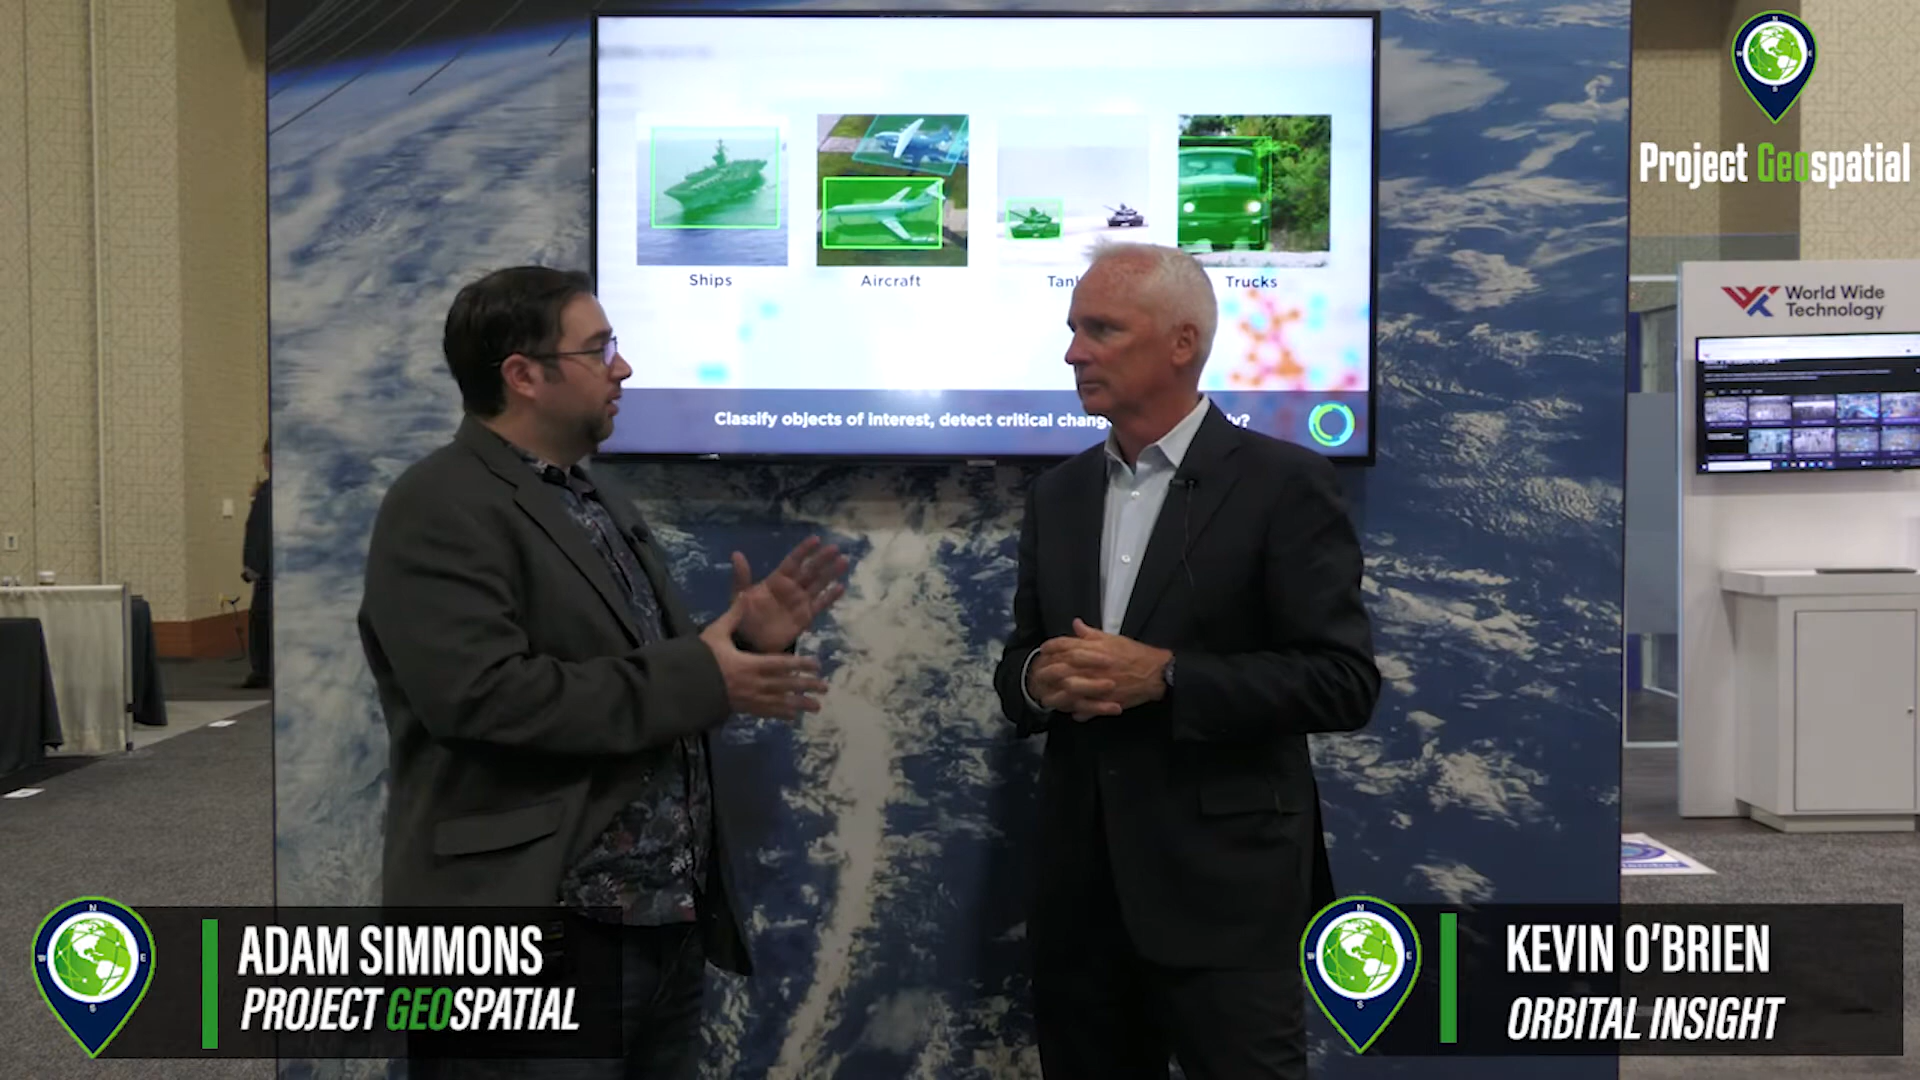 Project Geospatial
Ships
Aircraft
Trucks
Classify objects of interest, detect critical
World Wide
Technology
ADAM SIMMONS
PROJECT GEOSPATIAL
KEVIN O'BRIEN
ORBITAL INSIGHT